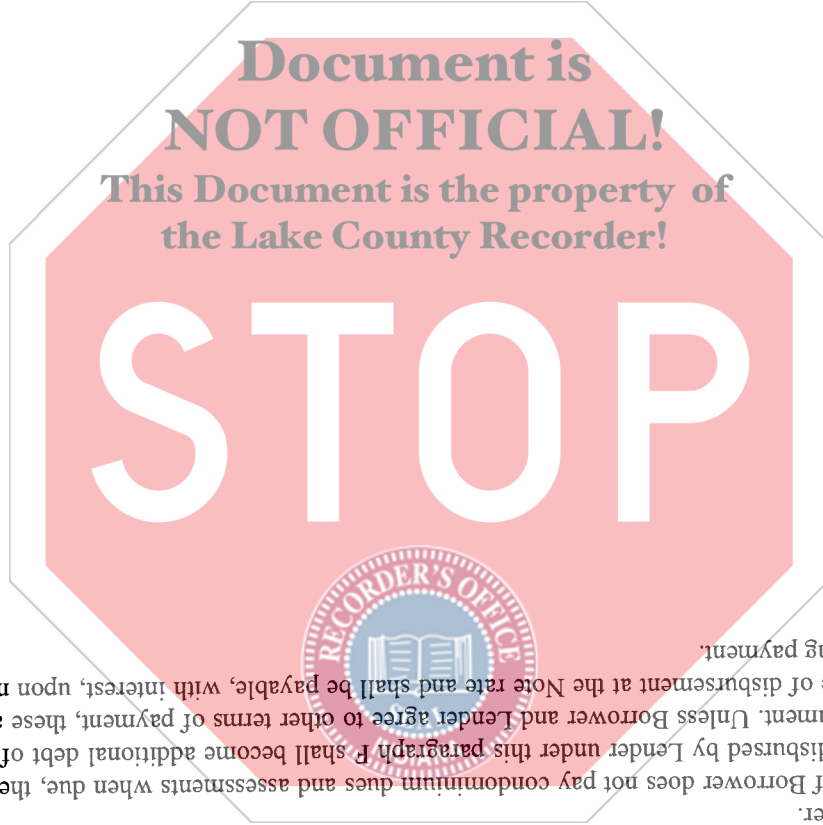 Document is
NOT OFFICIAL!
This Document is the property of
the Lake County Recorder!
STOP
RECORDER'S OFFICE
er.
f Borrower does not pay condominium dues and assessments when due, the
disbursed by Lender under this paragraph F shall become additional debt of
ument. Unless Borrower and Lender agree to other terms of payment, these
of disbursement at the Note rate and shall be payable, with interest, upon
ng payment.